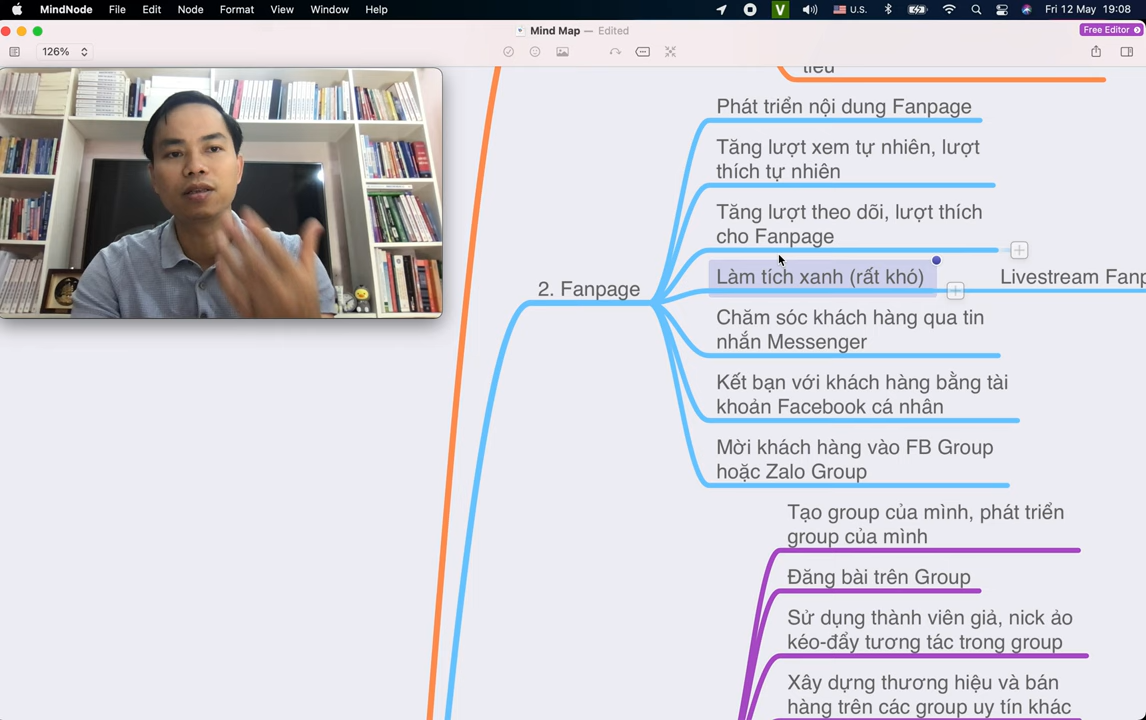 MindNode File Edit Node Format View Window Help
V U.S. Fri 12 May 19:08
Mind Map — Edited
Free Editor
126%
tiêu
Phát triển nội dung Fanpage
Tăng lượt xem tự nhiên, lượt
thích tự nhiên
Tăng lượt theo dõi, lượt thích
cho Fanpage
2. Fanpage
Làm tích xanh (rất khó)
Livestream Fanp
Chăm sóc khách hàng qua tin
nhắn Messenger
Kết bạn với khách hàng bằng tài
khoản Facebook cá nhân
Mời khách hàng vào FB Group
hoặc Zalo Group
Tạo group của mình, phát triển
group của mình
Đăng bài trên Group
Sử dụng thành viên giả, nick ảo
kéo-đẩy tương tác trong group
Xây dựng thương hiệu và bán
hàng trên các group uy tín khác